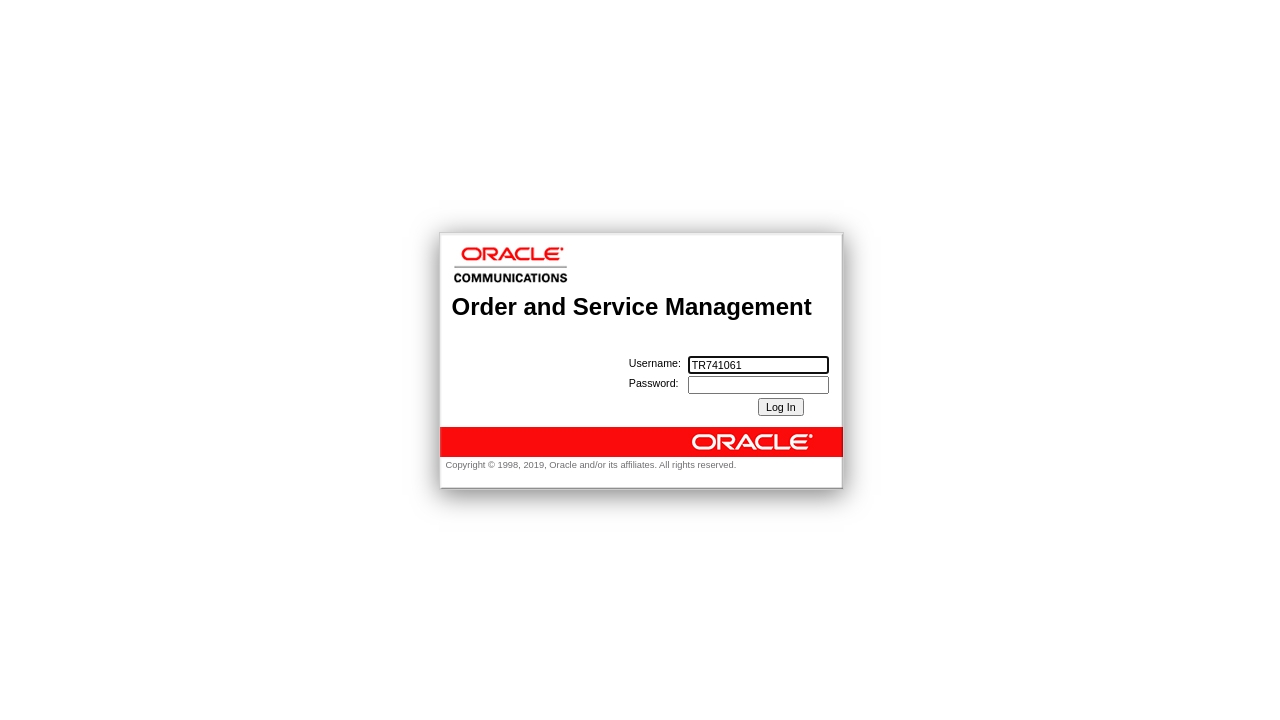 ORACLE
COMMUNICATIONS
Order and Service Management
Username: TR741061
Password:
Log In
ORACLE
Copyright © 1998, 2019, Oracle and/or its affiliates. All rights reserved.